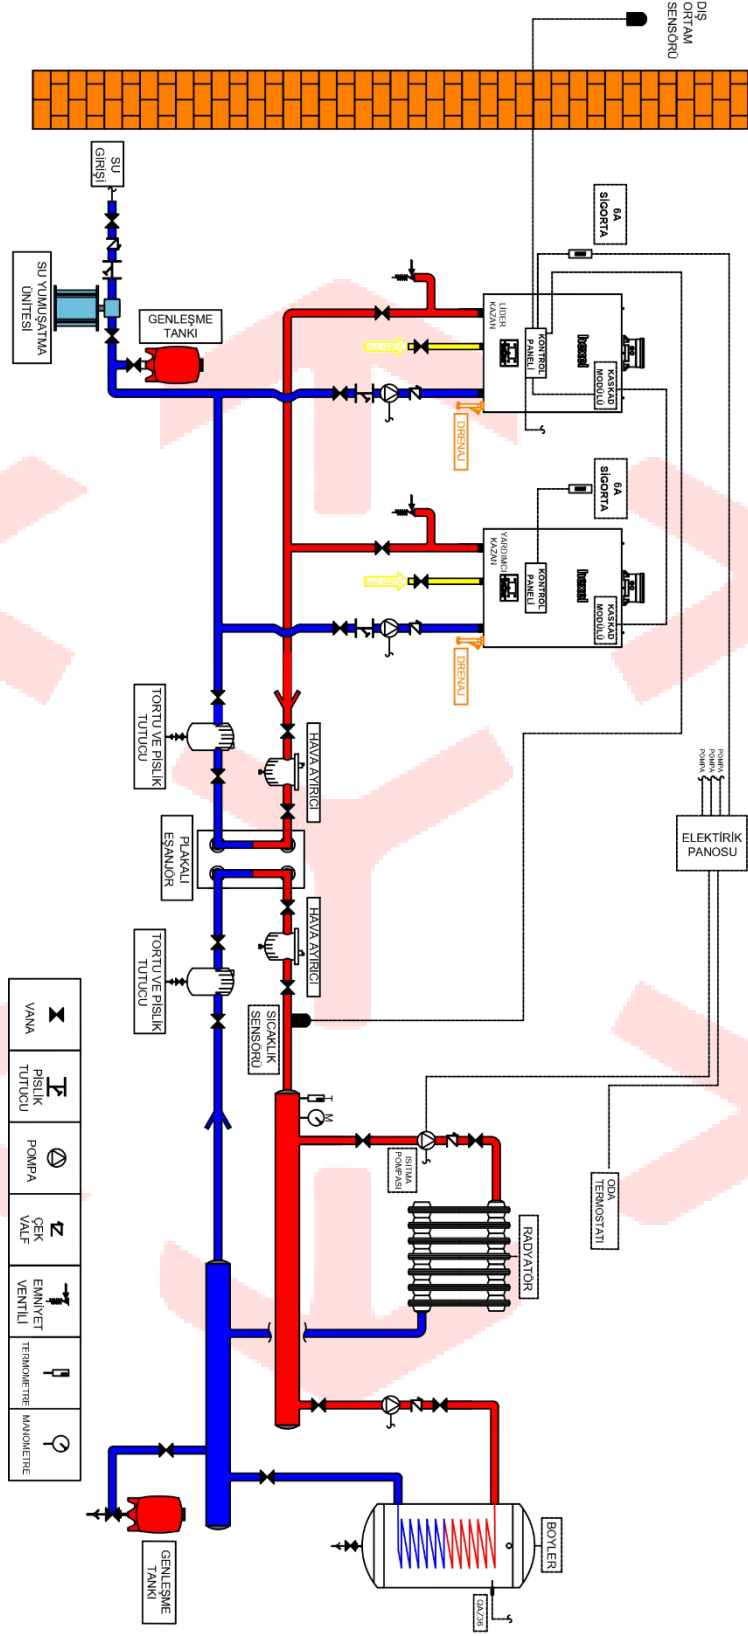 DIŞ
ORTAM
SENSÖRÜ
SU
GİRİŞİ
SU YUMUŞATMA
ÜNİTESİ
GENLEŞME
TANKI
6A
SİGORTA
LİDER
KAZAN
KONTROL
PANELİ
hexel
KASKAD
MODÜLÜ
DRENAJ
6A
SİGORTA
YARDIMCI
KAZAN
KONTROL
PANELİ
hexel
KASKAD
MODÜLÜ
DRENAJ
TORTU VE PİSLİK
TUTUCU
HAVA AYIRICI
PLAKALI
EŞANJÖR
TORTU VE PİSLİK
TUTUCU
HAVA AYIRICI
SICAKLIK
SENSÖRÜ
POMPA
POMPA
POMPA
ELEKTİRİK
PANOSU
T
M
ISITMA
POMPASI
ODA
TERMOSTATI
RADYATÖR
BOYLER
QAZ36
GENLEŞME
TANKI
VANA
PİSLİK
TUTUCU
POMPA
ÇEK
VALF
EMNİYET
VENTİLİ
TERMOMETRE
MANOMETRE